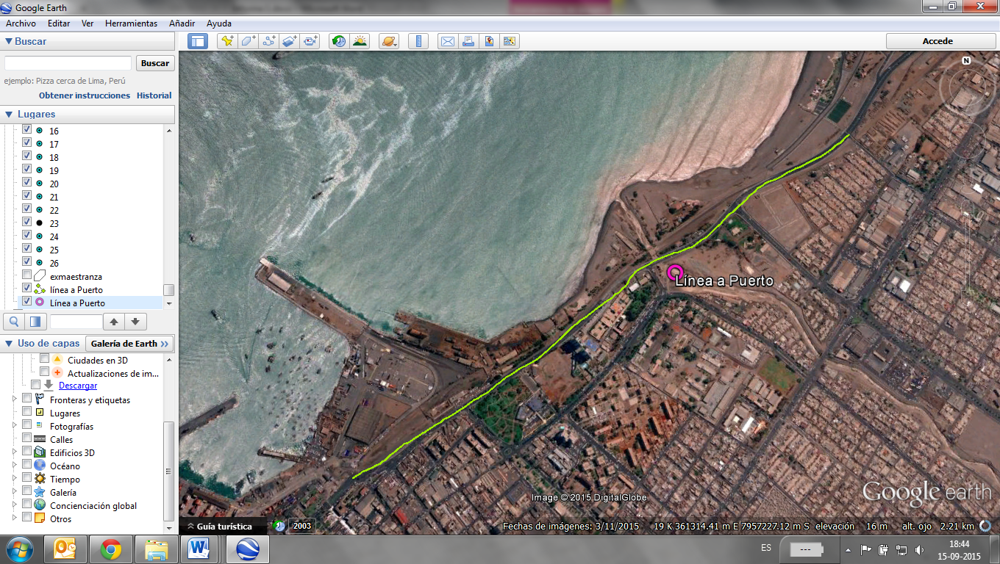 Google Earth
Archivo Editar Ver Herramientas Añadir Ayuda
Buscar
Buscar
ejemplo: Pizza cerca de Lima, Perú
Obtener instrucciones Historial
Lugares
16
17
18
19
20
21
22
23
24
25
26
exmaestranza
línea a Puerto
Línea a Puerto
Uso de capas
Galería de Earth >>
Ciudades en 3D
Actualizaciones de im...
Descargar
Fronteras y etiquetas
Lugares
Fotografías
Calles
Edificios 3D
Océano
Tiempo
Galería
Concienciación global
Otros
Accede
N
Línea a Puerto
Image © 2015 DigitalGlobe
Google earth
Guía turística
2003
Fechas de imágenes: 3/11/2015 19 K 361314.41 m E 7957227.12 m S elevación 16 m alt. ojo 2.21 km
ES
---
18:44
15-09-2015